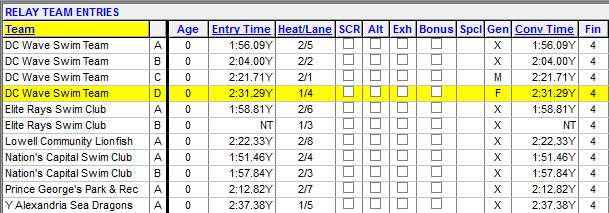 RELAY TEAM ENTRIES
Team Age Entry Time Heat/Lane SCR Alt Exh Bonus Spcl Gen Conv Time Fin
DC Wave Swim Team A 0 1:56.09Y 2/5 X 1:56.09Y 4
DC Wave Swim Team B 0 2:04.00Y 2/2 X 2:04.00Y 4
DC Wave Swim Team C 0 2:21.71Y 2/1 M 2:21.71Y 4
DC Wave Swim Team D 0 2:31.29Y 1/4 F 2:31.29Y 4
Elite Rays Swim Club A 0 1:58.81Y 2/6 X 1:58.81Y 4
Elite Rays Swim Club B 0 NT 1/3 X NT 4
Lowell Community Lionfish A 0 2:22.33Y 2/8 X 2:22.33Y 4
Nation's Capital Swim Club A 0 1:51.46Y 2/4 X 1:51.46Y 4
Nation's Capital Swim Club B 0 1:57.84Y 2/3 X 1:57.84Y 4
Prince George's Park & Rec A 0 2:12.82Y 2/7 X 2:12.82Y 4
Y Alexandria Sea Dragons A 0 2:37.38Y 1/5 X 2:37.38Y 4